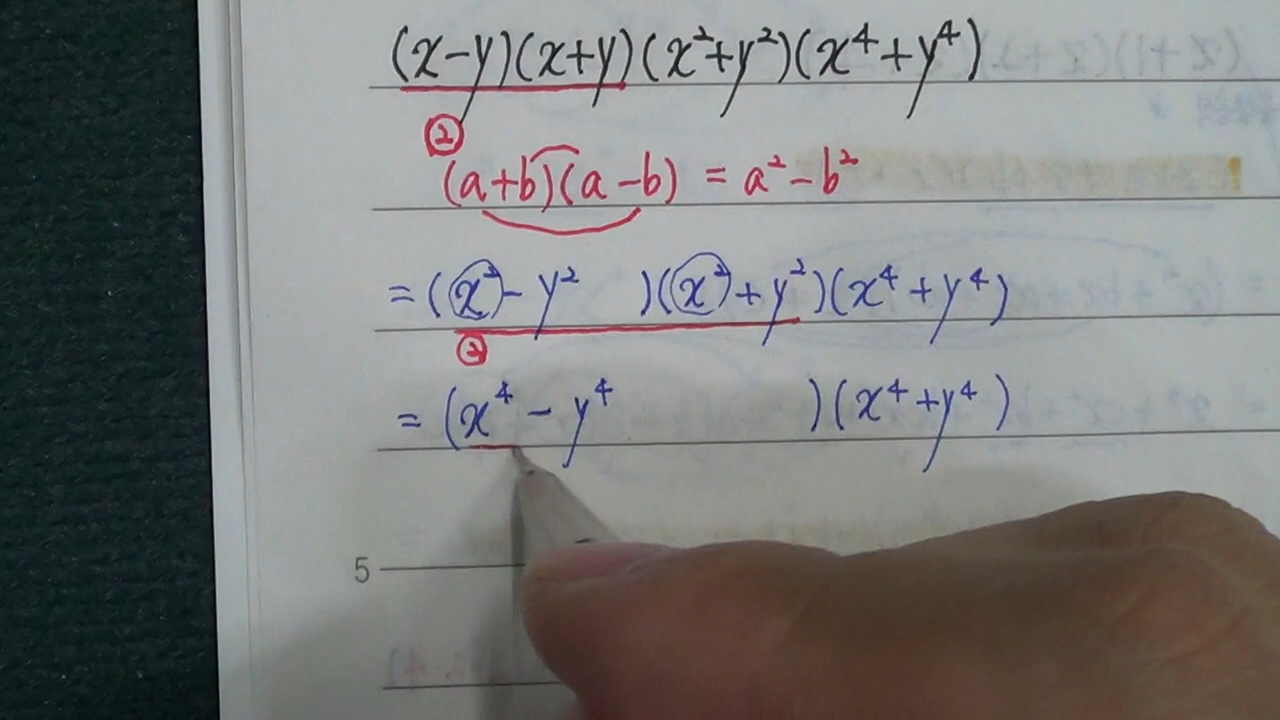 (x-y)(x+y)(x²+y²)(x⁴+y⁴)
②
(a+b)(a-b) = a²-b²
= (x²-y² )(x²+y²)(x⁴+y⁴)
②
= (x⁴-y⁴ )(x⁴+y⁴)
5